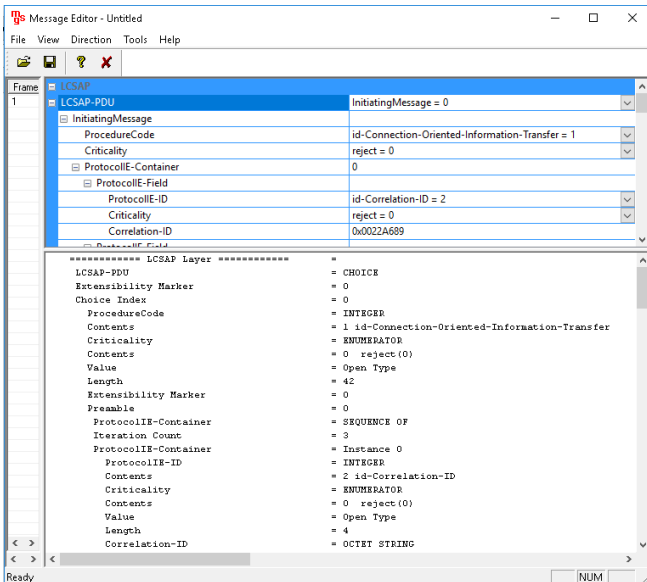 mgs Message Editor - Untitled
File View Direction Tools Help
Frame LCSAP
1 LCSAP-PDU InitiatingMessage = 0
InitiatingMessage
ProcedureCode id-Connection-Oriented-Information-Transfer = 1
Criticality reject = 0
ProtocolIE-Container 0
ProtocolIE-Field
ProtocolIE-ID id-Correlation-ID = 2
Criticality reject = 0
Correlation-ID 0x0022A689
ProtocolIE-Field
============ LCSAP Layer ============ =
LCSAP-PDU = CHOICE
Extensibility Marker = 0
Choice Index = 0
ProcedureCode = INTEGER
Contents = 1 id-Connection-Oriented-Information-Transfer
Criticality = ENUMERATOR
Contents = 0 reject(0)
Value = Open Type
Length = 42
Extensibility Marker = 0
Preamble = 0
ProtocolIE-Container = SEQUENCE OF
Iteration Count = 3
ProtocolIE-Container = Instance 0
ProtocolIE-ID = INTEGER
Contents = 2 id-Correlation-ID
Criticality = ENUMERATOR
Contents = 0 reject(0)
Value = Open Type
Length = 4
Correlation-ID = OCTET STRING
Ready NUM